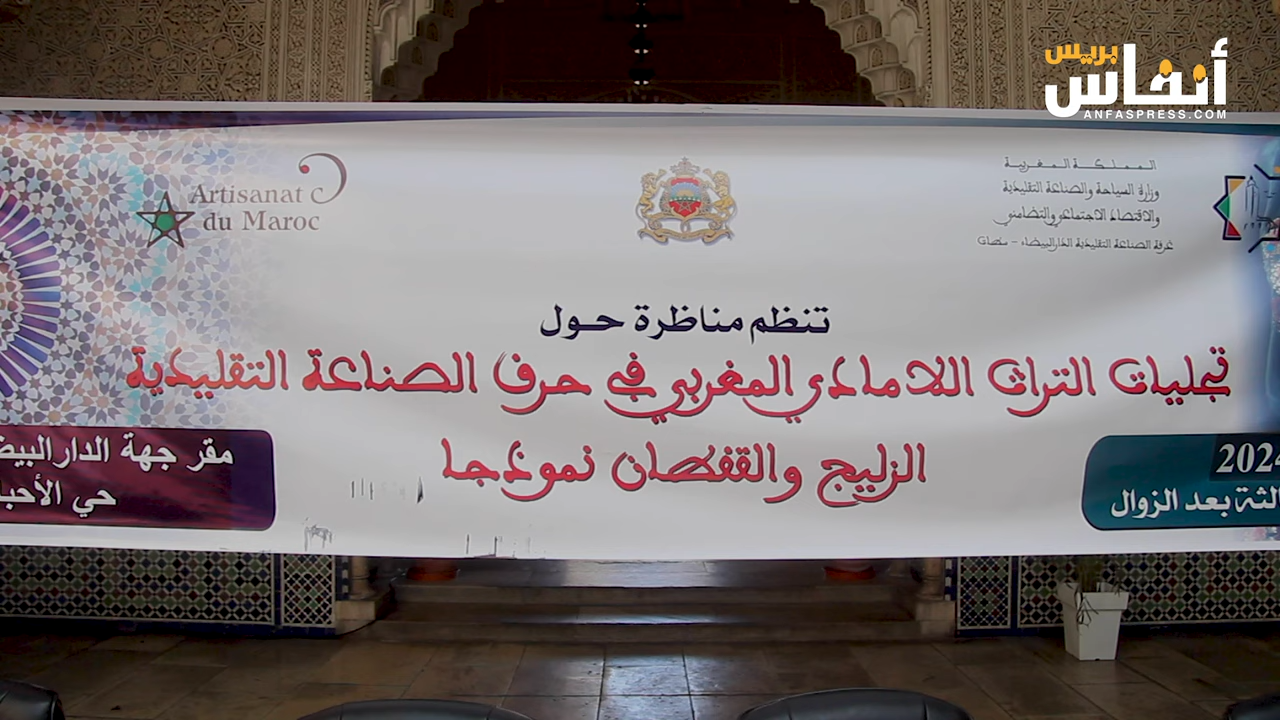 أنفاس بريس
ANFASPRESS.COM
Artisanat
du Maroc
المملكة المغربية
وزارة السياحة والصناعة التقليدية
والاقتصاد الاجتماعي والتضامني
غرفة الصناعة التقليدية الدار البيضاء - سطات
تنظم مناظرة حول
تجليات التراث اللامادي المغربي في حرف الصناعة التقليدية
الزليج والقفطان نموذجا
2024
لثة بعد الزوال
مقر جهة الدار البيض
حي الأحبا